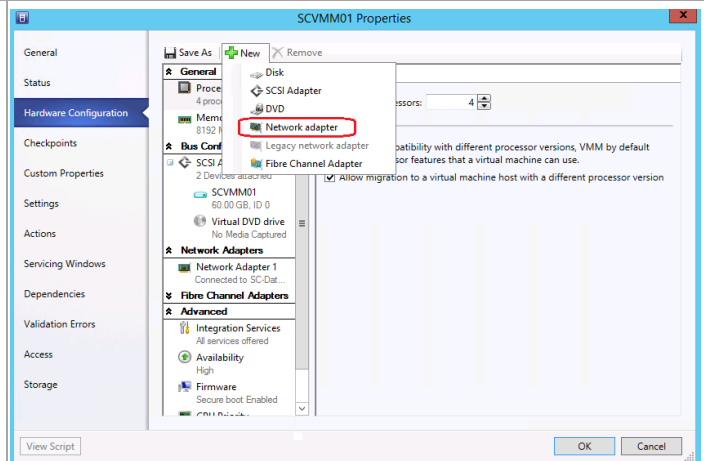 SCVMM01 Properties
General
Status
Hardware Configuration
Checkpoints
Custom Properties
Settings
Actions
Servicing Windows
Dependencies
Validation Errors
Access
Storage
Save As New Remove
Disk
SCSI Adapter
DVD
Network adapter
Legacy network adapter
Fibre Channel Adapter
General
Proce
4 proce
Memo
8192 M
Bus Conf
SCSI A
2 Devices attached
SCVMM01
60.00 GB, ID 0
Virtual DVD drive
No Media Captured
Network Adapters
Network Adapter 1
Connected to SC-Dat...
Fibre Channel Adapters
Advanced
Integration Services
All services offered
Availability
High
Firmware
Secure boot Enabled
CPU Priority
essors: 4
patibility with different processor versions, VMM by default
sor features that a virtual machine can use.
Allow migration to a virtual machine host with a different processor version
View Script
OK
Cancel